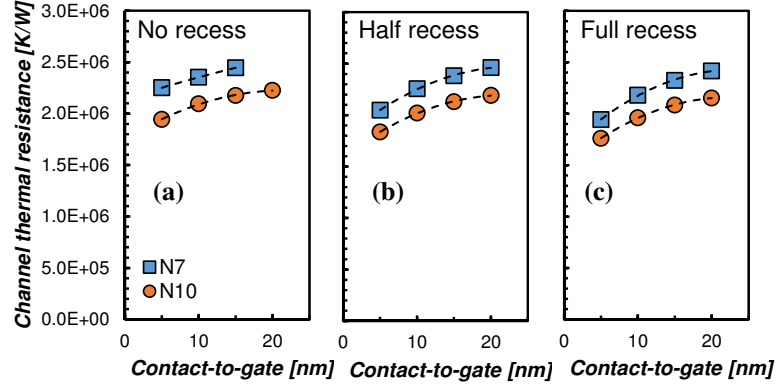 Channel thermal resistance [K/W]
3.0E+06
2.5E+06
2.0E+06
1.5E+06
1.0E+06
5.0E+05
0.0E+00
No recess
(a)
N7
N10
0 10 20
Contact-to-gate [nm]
Half recess
(b)
0 10 20
Contact-to-gate [nm]
Full recess
(c)
0 10 20
Contact-to-gate [nm]